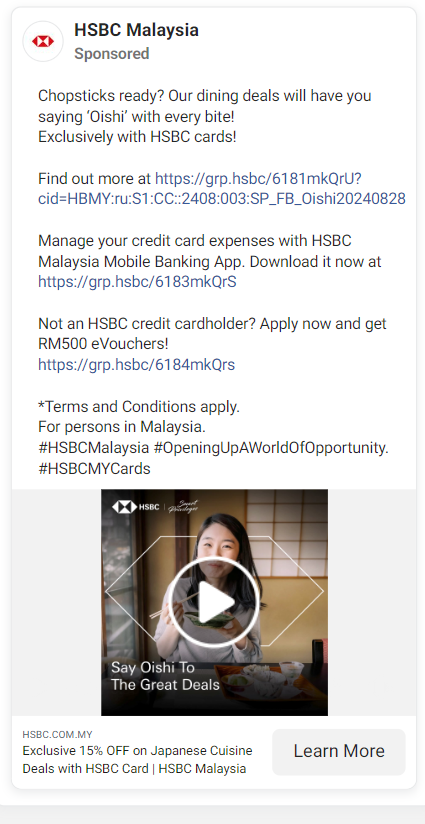 HSBC Malaysia
Sponsored
Chopsticks ready? Our dining deals will have you
saying ‘Oishi’ with every bite!
Exclusively with HSBC cards!
Find out more at https://grp.hsbc/6181mkQrU?
cid=HBMY:ru:S1:CC::2408:003:SP_FB_Oishi20240828
Manage your credit card expenses with HSBC
Malaysia Mobile Banking App. Download it now at
https://grp.hsbc/6183mkQrS
Not an HSBC credit cardholder? Apply now and get
RM500 eVouchers!
https://grp.hsbc/6184mkQrs
*Terms and Conditions apply.
For persons in Malaysia.
#HSBCMalaysia #OpeningUpAWorldOfOpportunity.
#HSBCMYCards
HSBC | Smart Privileges
Say Oishi To
The Great Deals
HSBC.COM.MY
Exclusive 15% OFF on Japanese Cuisine
Deals with HSBC Card | HSBC Malaysia
Learn More